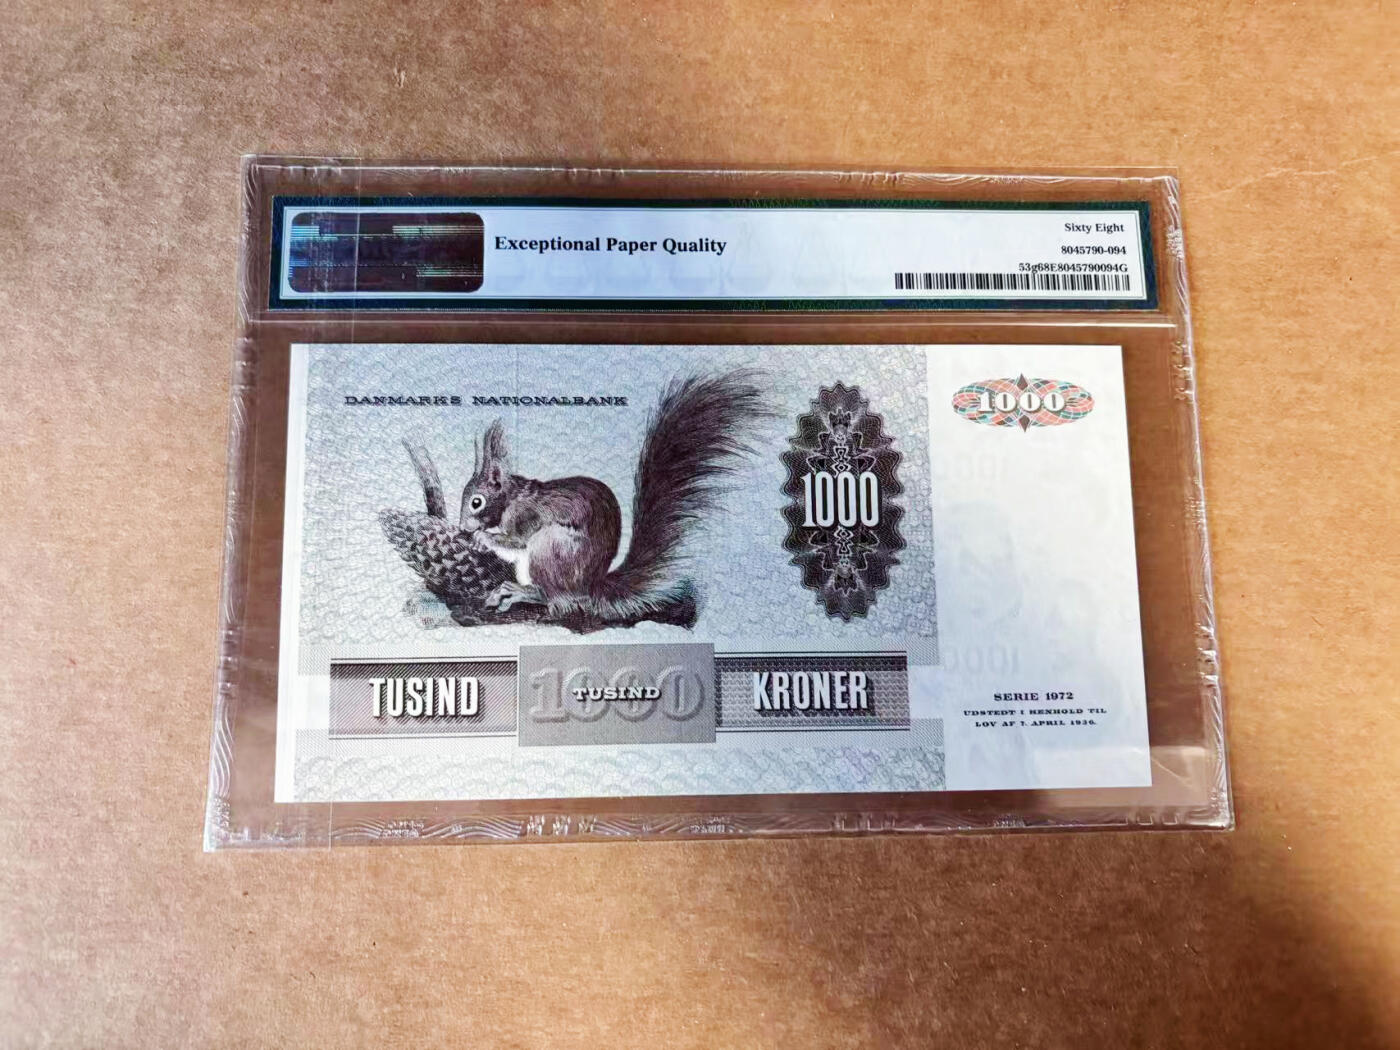 Exceptional Paper Quality
Sixty Eight
8045790-094
53g68E8045790094G
DANMARKS NATIONALBANK
1000
1000
TUSIND
1000
TUSIND
KRONER
SERIE 1972
UDSTEDT I HENHOLD TIL
LOV AF 7. APRIL 1936.